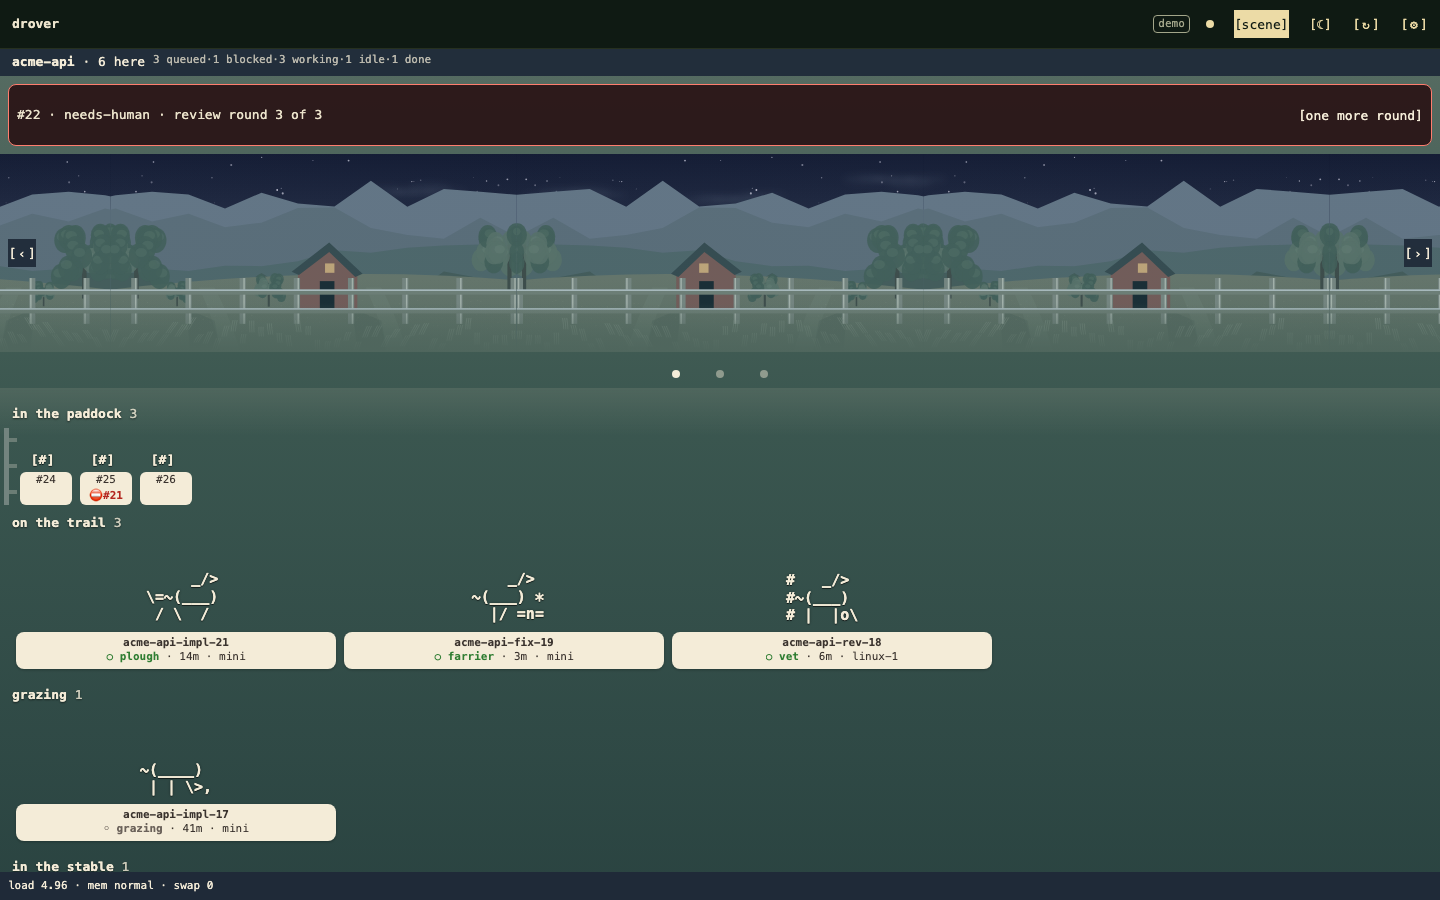 drover
demo [scene] [☾] [↻] [⚙]
acme-api · 6 here 3 queued·1 blocked·3 working·1 idle·1 done
#22 · needs-human · review round 3 of 3 [one more round]
[‹] [›]
in the paddock 3
[#] [#] [#]
#24 #25 #26
⛔#21
on the trail 3
_/> _/> # _/>
\=~(___) ~(___) * #~(___)
/ \ / |/ =n= # | |o\
acme-api-impl-21 acme-api-fix-19 acme-api-rev-18
○ plough · 14m · mini ○ farrier · 3m · mini ○ vet · 6m · linux-1
grazing 1
~(____)
| | \>,
acme-api-impl-17
○ grazing · 41m · mini
in the stable 1
load 4.96 · mem normal · swap 0